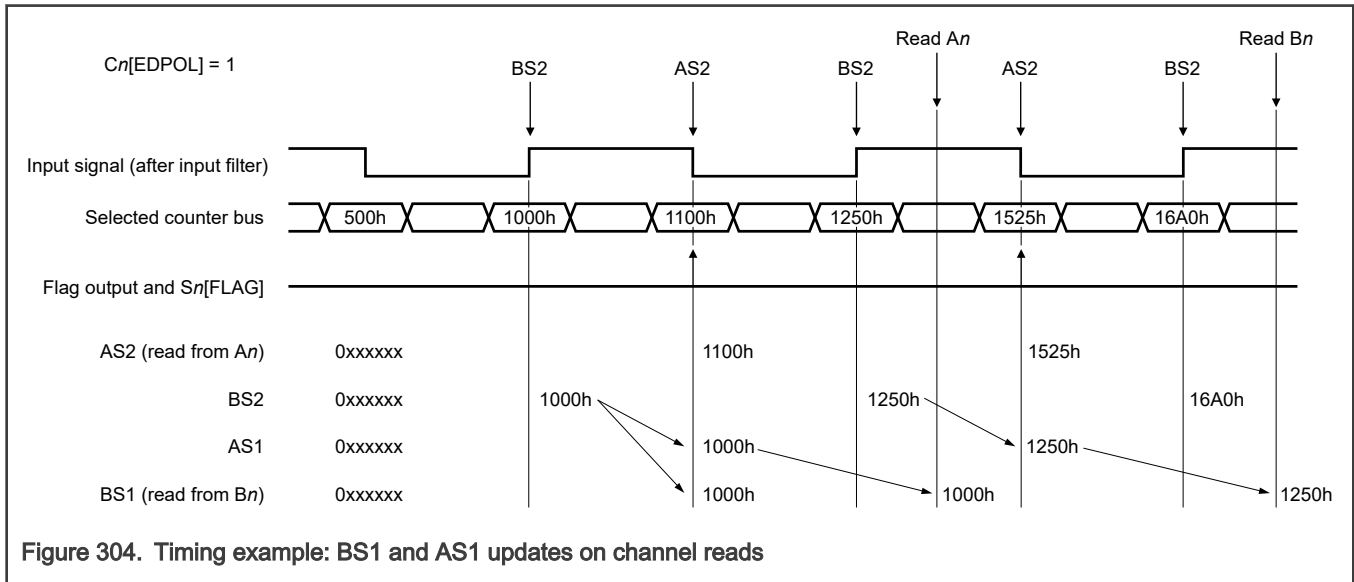 Read An
Read Bn
Cn[EDPOL] = 1
BS2 AS2 BS2 AS2 BS2
Input signal (after input filter)
Selected counter bus 500h 1000h 1100h 1250h 1525h 16A0h
Flag output and Sn[FLAG]
AS2 (read from An) 0xxxxxx 1100h 1525h
BS2 0xxxxxx 1000h 1250h 16A0h
AS1 0xxxxxx 1000h 1250h
BS1 (read from Bn) 0xxxxxx 1000h 1000h 1250h
Figure 304. Timing example: BS1 and AS1 updates on channel reads